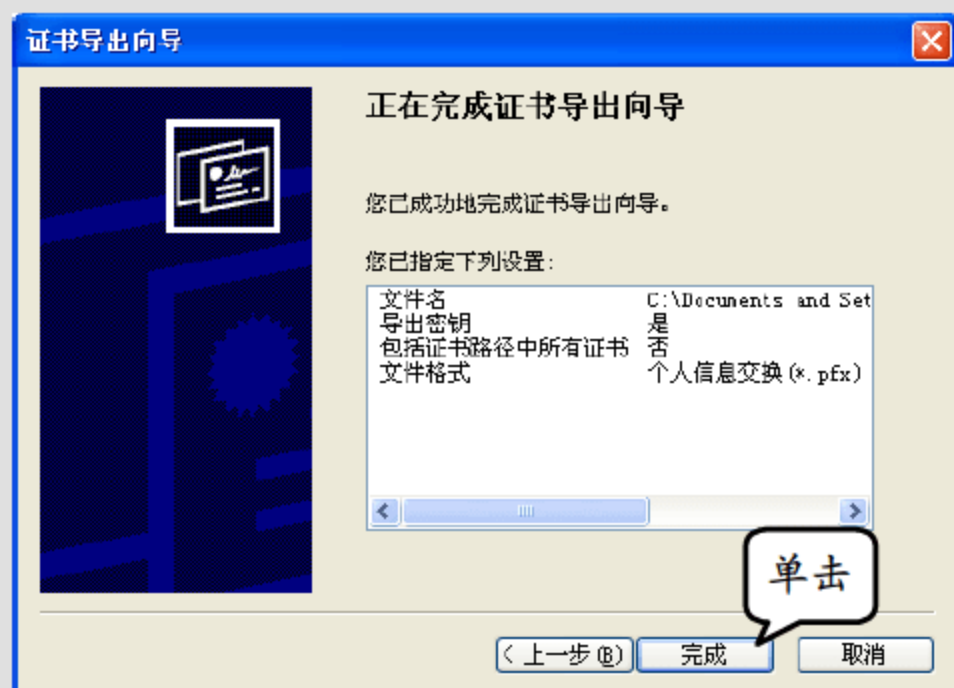 证书导出向导
正在完成证书导出向导
您已成功地完成证书导出向导。
您已指定下列设置:
文件名 C:\Documents and Set
导出密钥 是
包括证书路径中所有证书 否
文件格式 个人信息交换(*.pfx)
单击
<上一步(B) 完成 取消